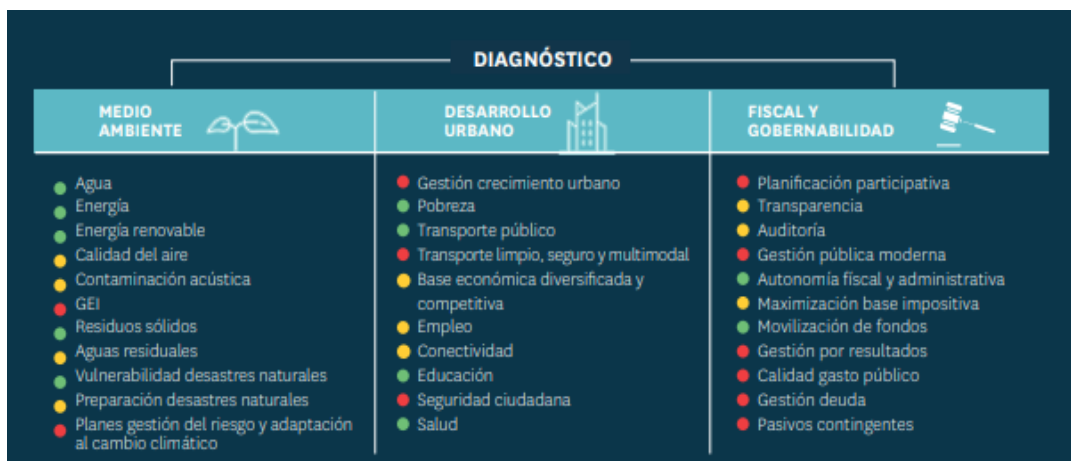 DIAGNÓSTICO
MEDIO
AMBIENTE
Agua
Energía
Energía renovable
Calidad del aire
Contaminación acústica
GEI
Residuos sólidos
Aguas residuales
Vulnerabilidad desastres naturales
Preparación desastres naturales
Planes gestión del riesgo y adaptación
al cambio climático
DESARROLLO
URBANO
Gestión crecimiento urbano
Pobreza
Transporte público
Transporte limpio, seguro y multimodal
Base económica diversificada y
competitiva
Empleo
Conectividad
Educación
Seguridad ciudadana
Salud
FISCAL Y
GOBERNABILIDAD
Planificación participativa
Transparencia
Auditoría
Gestión pública moderna
Autonomía fiscal y administrativa
Maximización base impositiva
Movilización de fondos
Gestión por resultados
Calidad gasto público
Gestión deuda
Pasivos contingentes